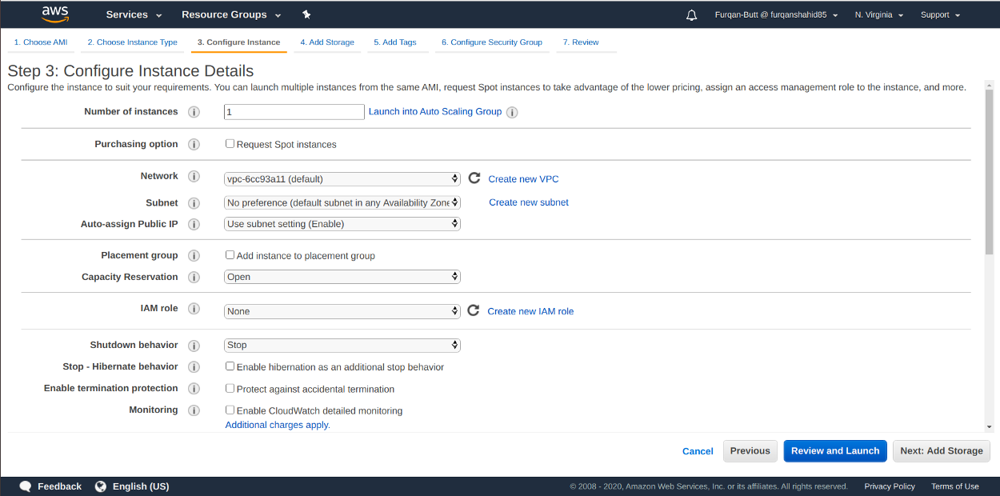 aws Services Resource Groups Furqan-Butt @ furqanshahid85 N. Virginia Support
1. Choose AMI 2. Choose Instance Type 3. Configure Instance 4. Add Storage 5. Add Tags 6. Configure Security Group 7. Review
Step 3: Configure Instance Details
Configure the instance to suit your requirements. You can launch multiple instances from the same AMI, request Spot instances to take advantage of the lower pricing, assign an access management role to the instance, and more.
Number of instances i 1 Launch into Auto Scaling Group i
Purchasing option i Request Spot instances
Network i vpc-6cc93a11 (default) Create new VPC
Subnet i No preference (default subnet in any Availability Zone Create new subnet
Auto-assign Public IP i Use subnet setting (Enable)
Placement group i Add instance to placement group
Capacity Reservation i Open
IAM role i None Create new IAM role
Shutdown behavior i Stop
Stop - Hibernate behavior i Enable hibernation as an additional stop behavior
Enable termination protection i Protect against accidental termination
Monitoring i Enable CloudWatch detailed monitoring
Additional charges apply.
Cancel Previous Review and Launch Next: Add Storage
Feedback English (US) © 2008 - 2020, Amazon Web Services, Inc. or its affiliates. All rights reserved. Privacy Policy Terms of Use